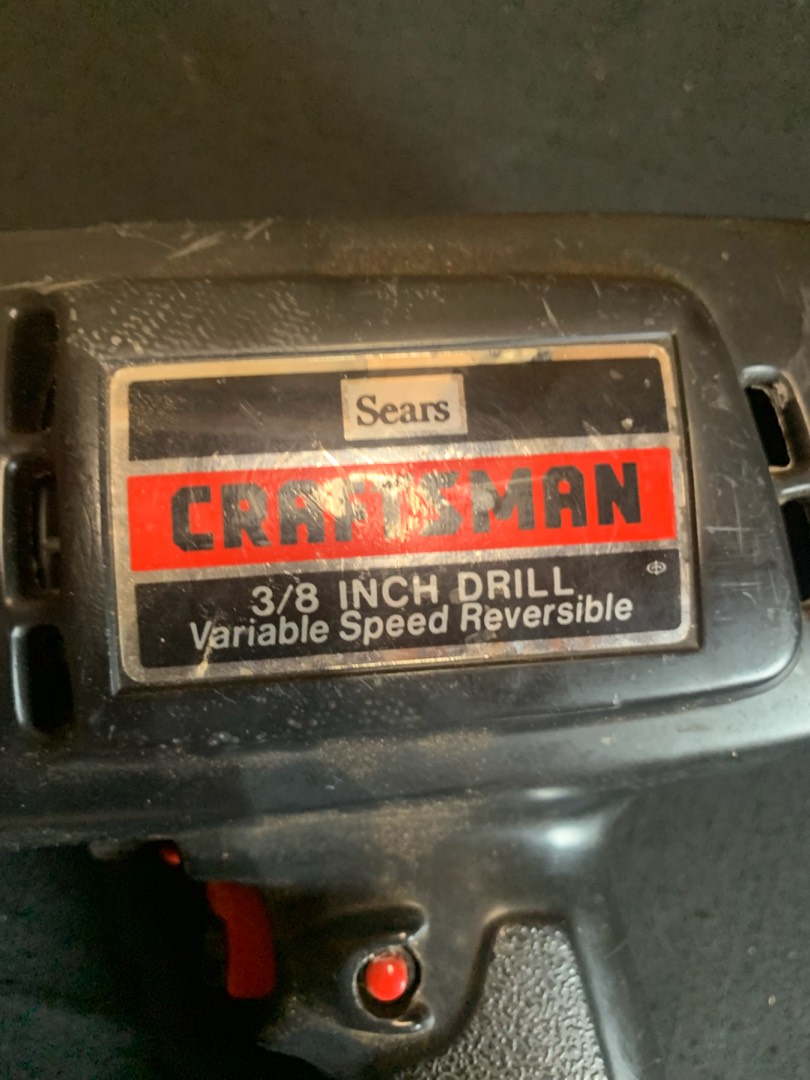 Sears
CRAFTSMAN
3/8 INCH DRILL
Variable Speed Reversible